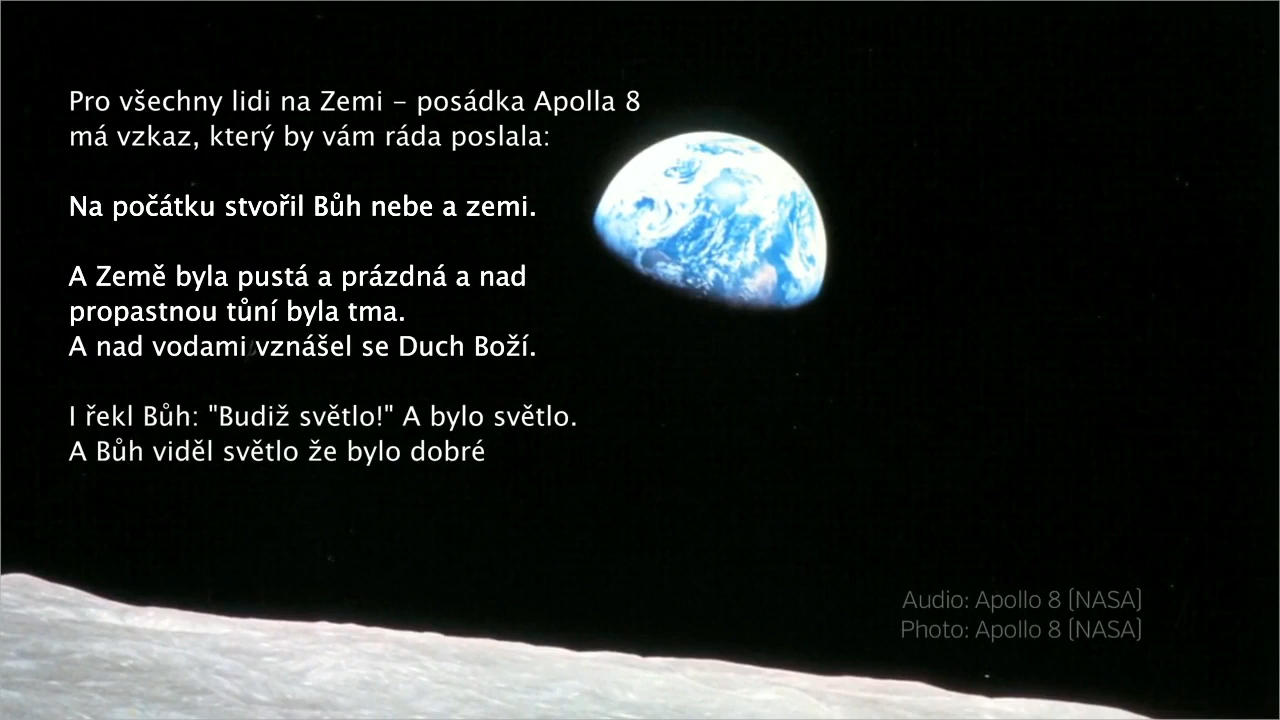 Pro všechny lidi na Zemi – posádka Apolla 8
má vzkaz, který by vám ráda poslala:
Na počátku stvořil Bůh nebe a zemi.
A Země byla pustá a prázdná a nad
propastnou tůní byla tma.
A nad vodami vznášel se Duch Boží.
I řekl Bůh: "Budiž světlo!" A bylo světlo.
A Bůh viděl světlo že bylo dobré
Audio: Apollo 8 (NASA)
Photo: Apollo 8 (NASA)